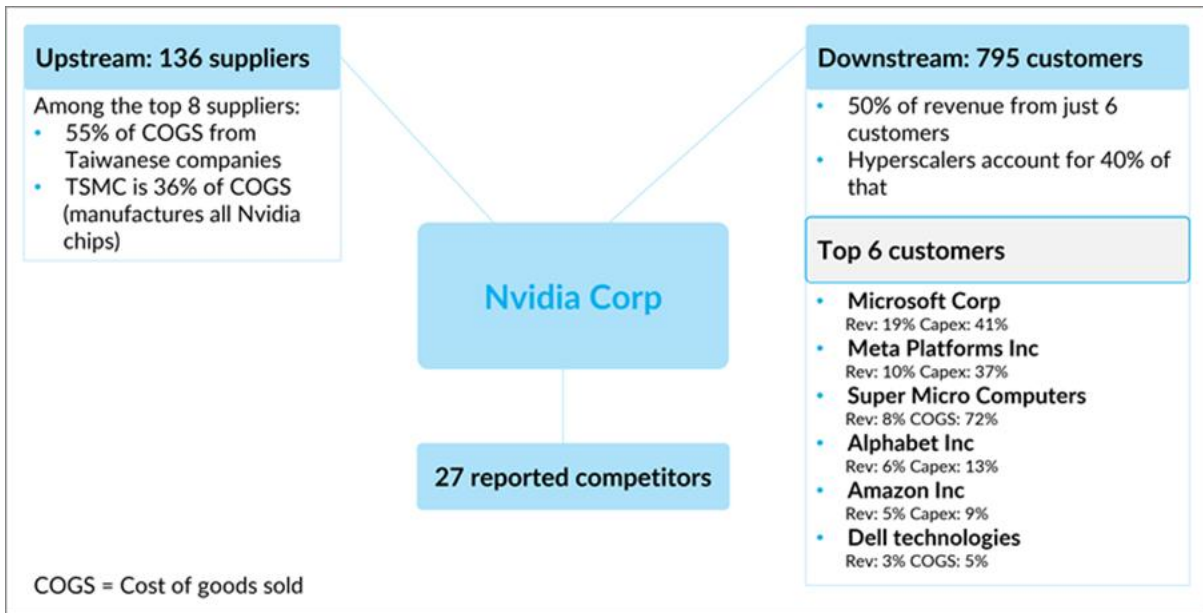 Upstream: 136 suppliers
Among the top 8 suppliers:
• 55% of COGS from
Taiwanese companies
• TSMC is 36% of COGS
(manufactures all Nvidia
chips)
Nvidia Corp
27 reported competitors
Downstream: 795 customers
• 50% of revenue from just 6
customers
• Hyperscalers account for 40% of
that
Top 6 customers
• Microsoft Corp
Rev: 19% Capex: 41%
• Meta Platforms Inc
Rev: 10% Capex: 37%
• Super Micro Computers
Rev: 8% COGS: 72%
• Alphabet Inc
Rev: 6% Capex: 13%
• Amazon Inc
Rev: 5% Capex: 9%
• Dell technologies
Rev: 3% COGS: 5%
COGS = Cost of goods sold